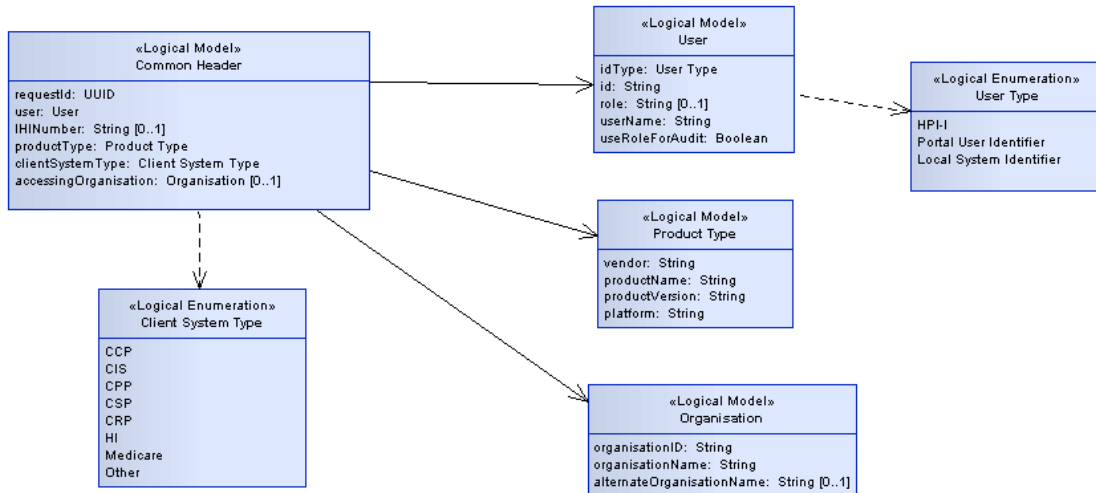 «Logical Model»
Common Header
requestId: UUID
user: User
IHINumber: String [0..1]
productType: Product Type
clientSystemType: Client System Type
accessingOrganisation: Organisation [0..1]
«Logical Model»
User
idType: User Type
id: String
role: String [0..1]
userName: String
useRoleForAudit: Boolean
«Logical Enumeration»
User Type
HPI-I
Portal User Identifier
Local System Identifier
«Logical Model»
Product Type
vendor: String
productName: String
productVersion: String
platform: String
«Logical Enumeration»
Client System Type
CCP
CIS
CPP
CSP
CRP
HI
Medicare
Other
«Logical Model»
Organisation
organisationID: String
organisationName: String
alternateOrganisationName: String [0..1]